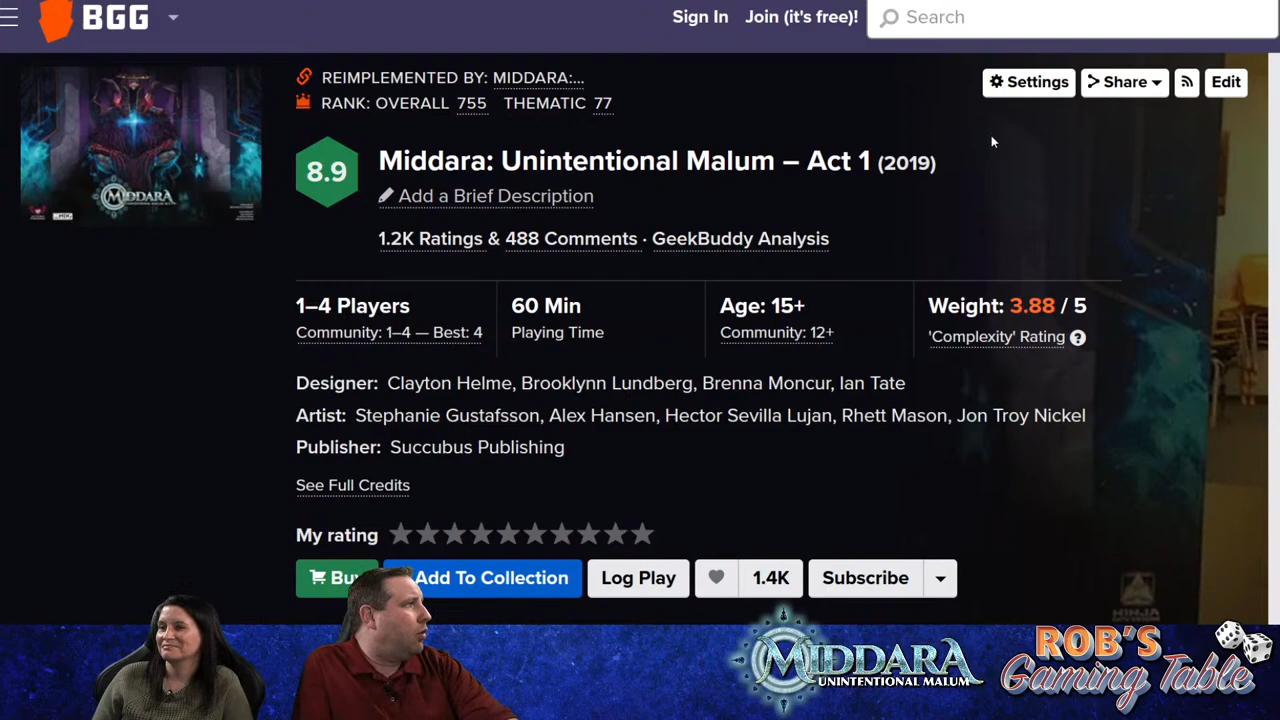 BGG
Sign In
Join (it's free)!
Search
REIMPLEMENTED BY: MIDDARA:...
RANK: OVERALL 755 THEMATIC 77
Settings
Share
Edit
8.9
Middara: Unintentional Malum – Act 1 (2019)
Add a Brief Description
1.2K Ratings & 488 Comments · GeekBuddy Analysis
MIDDARA
1–4 Players
Community: 1–4 — Best: 4
60 Min
Playing Time
Age: 15+
Community: 12+
Weight: 3.88 / 5
'Complexity' Rating ?
Designer: Clayton Helme, Brooklynn Lundberg, Brenna Moncur, Ian Tate
Artist: Stephanie Gustafsson, Alex Hansen, Hector Sevilla Lujan, Rhett Mason, Jon Troy Nickel
Publisher: Succubus Publishing
See Full Credits
My rating
Buy
Add To Collection
Log Play
1.4K
Subscribe
NINJA
MIDDARA
UNINTENTIONAL MALUM
ROB'S
Gaming Table